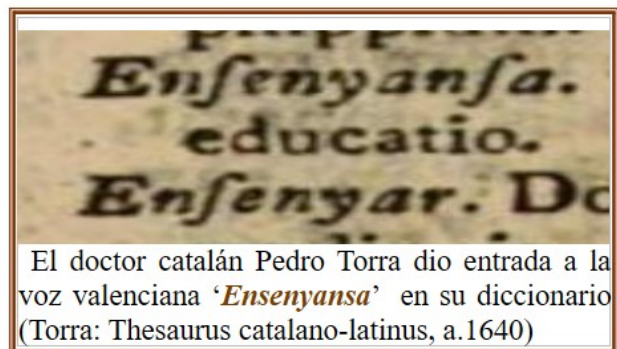 Enſenyanſa.
educatio.
Enſenyar. Do
El doctor catalán Pedro Torra dio entrada a la
voz valenciana ‘Ensenyansa’ en su diccionario
(Torra: Thesaurus catalano-latinus, a.1640)